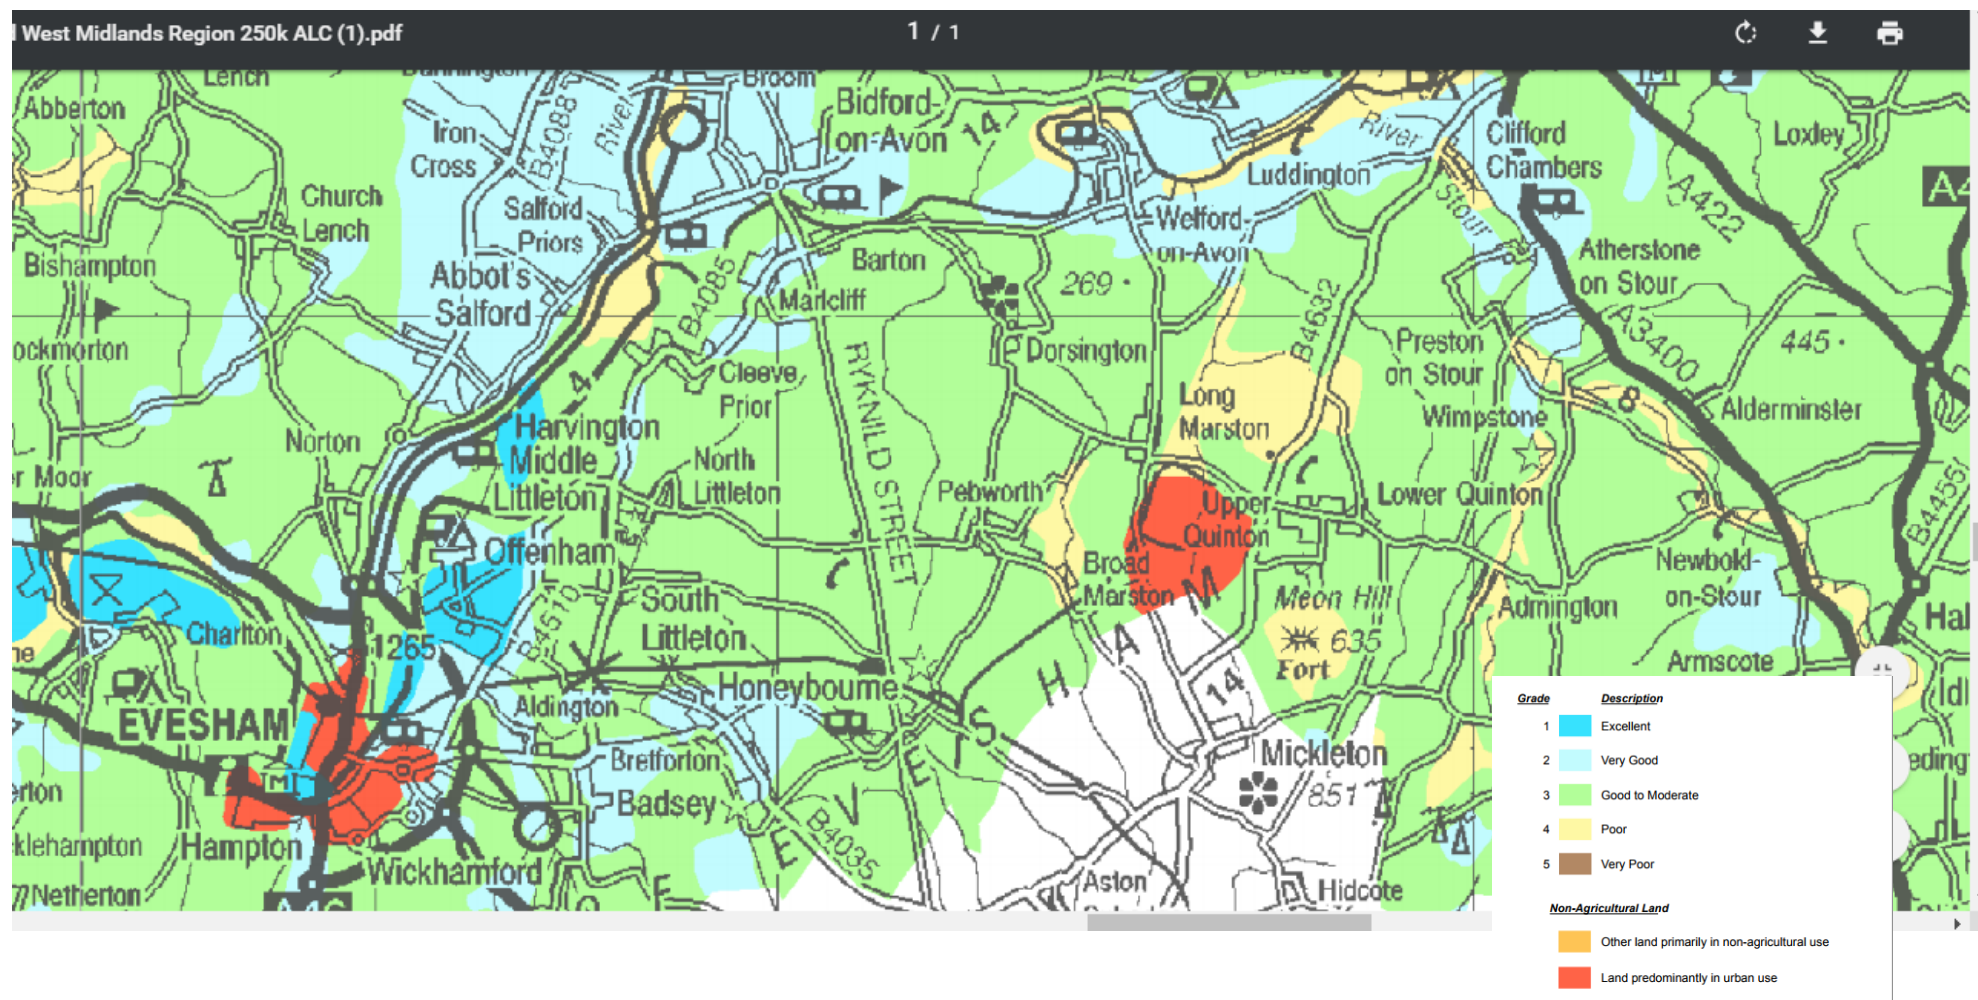 West Midlands Region 250k ALC (1).pdf
1 / 1
Lench
Broom
Abberton
Bidford-
on-Avon
14
Iron
Cross
B4088
River
River
Clifford
Chambers
Loxley
Luddington
Church
Lench
Salford
Priors
Welford-
on-Avon
Stour
A422
Bishampton
Abbot's
Salford
B4085
Barton
269
Atherstone
on Stour
Marlcliff
B4632
A3400
Dorsington
Preston
on Stour
445
4
Cleeve
Prior
RYKNILD STREET
Long
Marston
Wimpstone
8
Alderminster
Norton
Harvington
Middle
Littleton
North
Littleton
Pebworth
Upper
Quinton
Lower Quinton
B4455
Moor
Offenham
Broad
Marston
Meon Hill
635
Fort
Newbold-
on-Stour
Admington
Charlton
1265
B4510
South
Littleton
Armscote
EVESHAM
Aldington
Honeybourne
14
Bretforton
Badsey
Mickleton
851
B4035
V E I S H A M
Hampton
Wickhamford
Netherton
Aston
Hidcote
Grade Description
1 Excellent
2 Very Good
3 Good to Moderate
4 Poor
5 Very Poor
Non-Agricultural Land
Other land primarily in non-agricultural use
Land predominantly in urban use